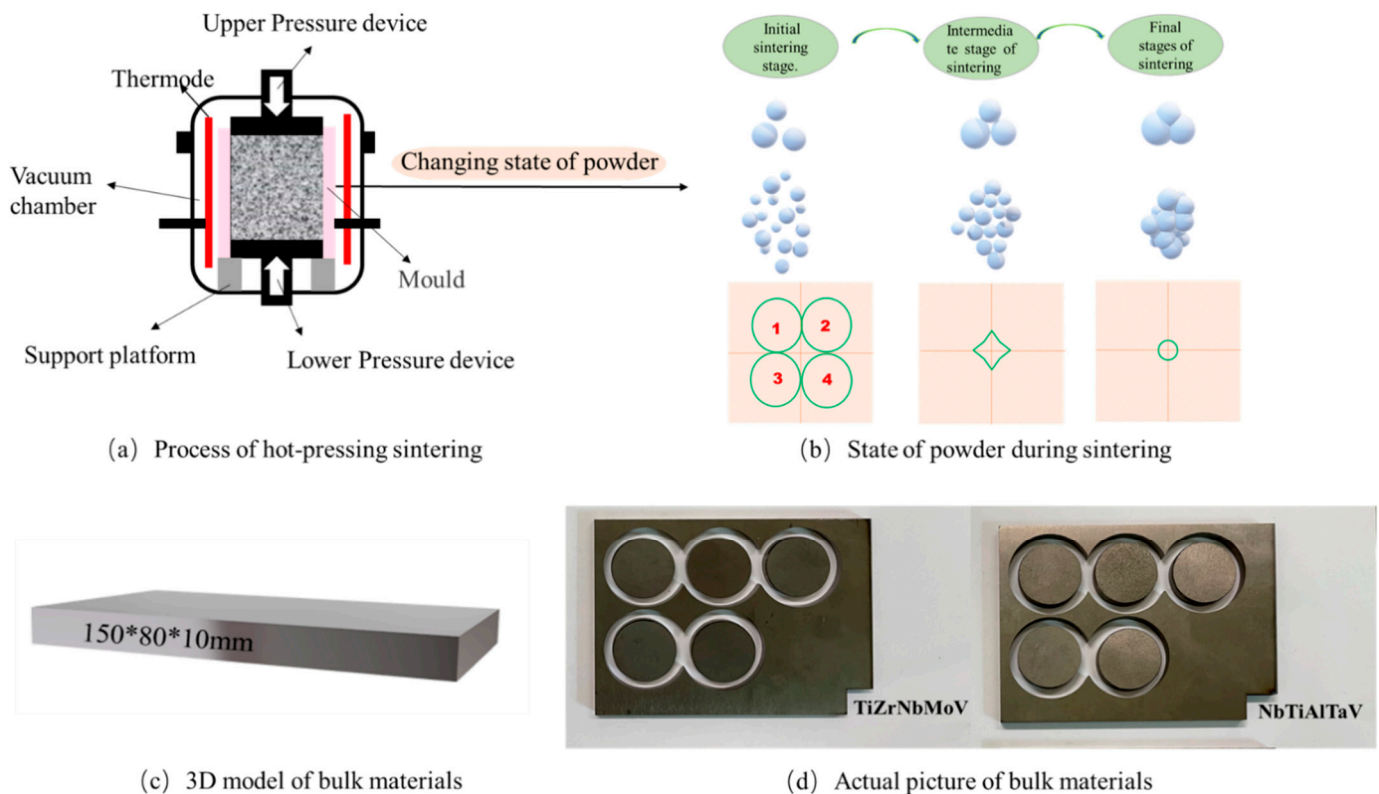 Upper Pressure device
Thermode
Vacuum
chamber
Changing state of powder
Mould
Support platform
Lower Pressure device
(a) Process of hot-pressing sintering
Initial
sintering
stage.
Intermedia
te stage of
sintering
Final
stages of
sintering
1
2
3
4
(b) State of powder during sintering
150*80*10mm
(c) 3D model of bulk materials
TiZrNbMoV
NbTiAlTaV
(d) Actual picture of bulk materials